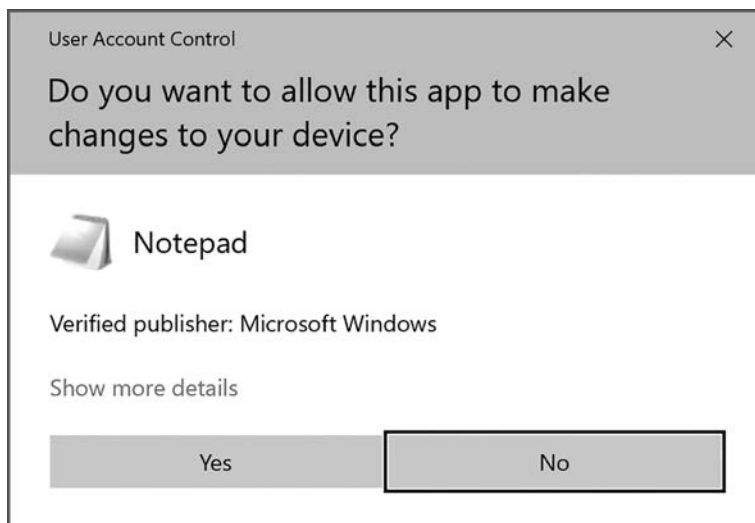 User Account Control
Do you want to allow this app to make
changes to your device?
Notepad
Verified publisher: Microsoft Windows
Show more details
Yes
No